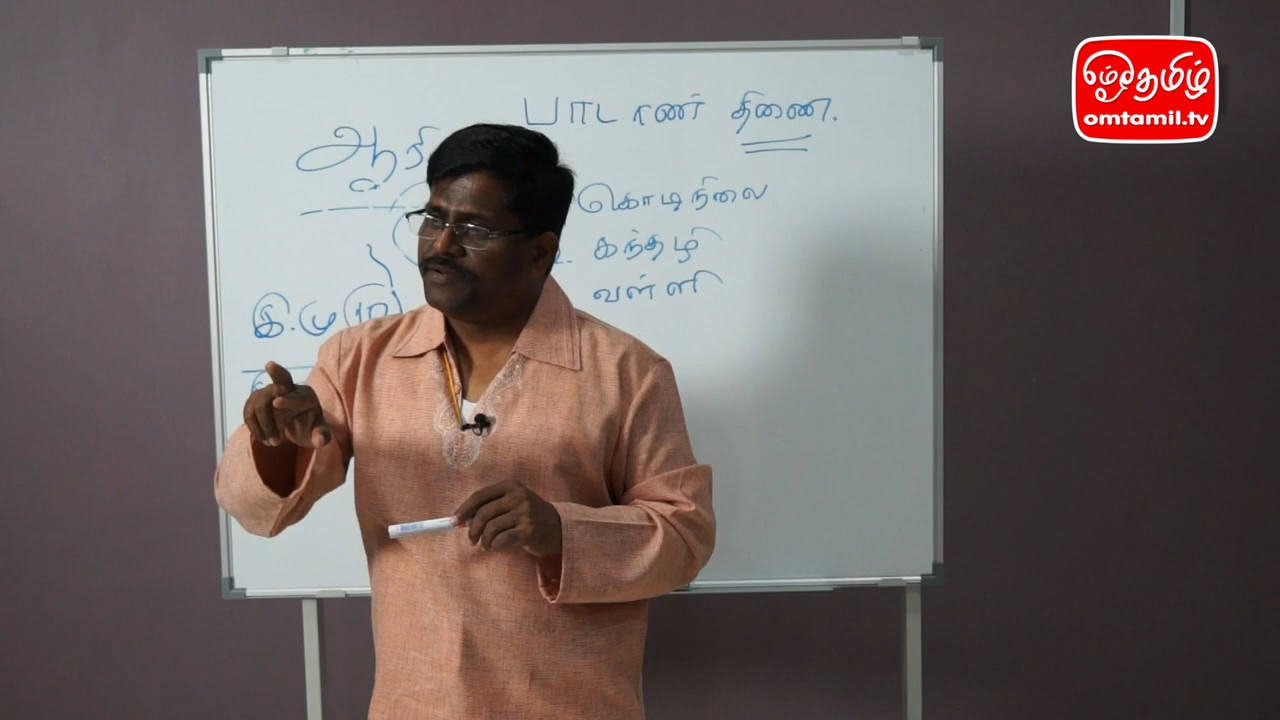 ஓம்தமிழ்
omtamil.tv
பாடாண் திணை.
கொடிநிலை
கந்தழி
வள்ளி